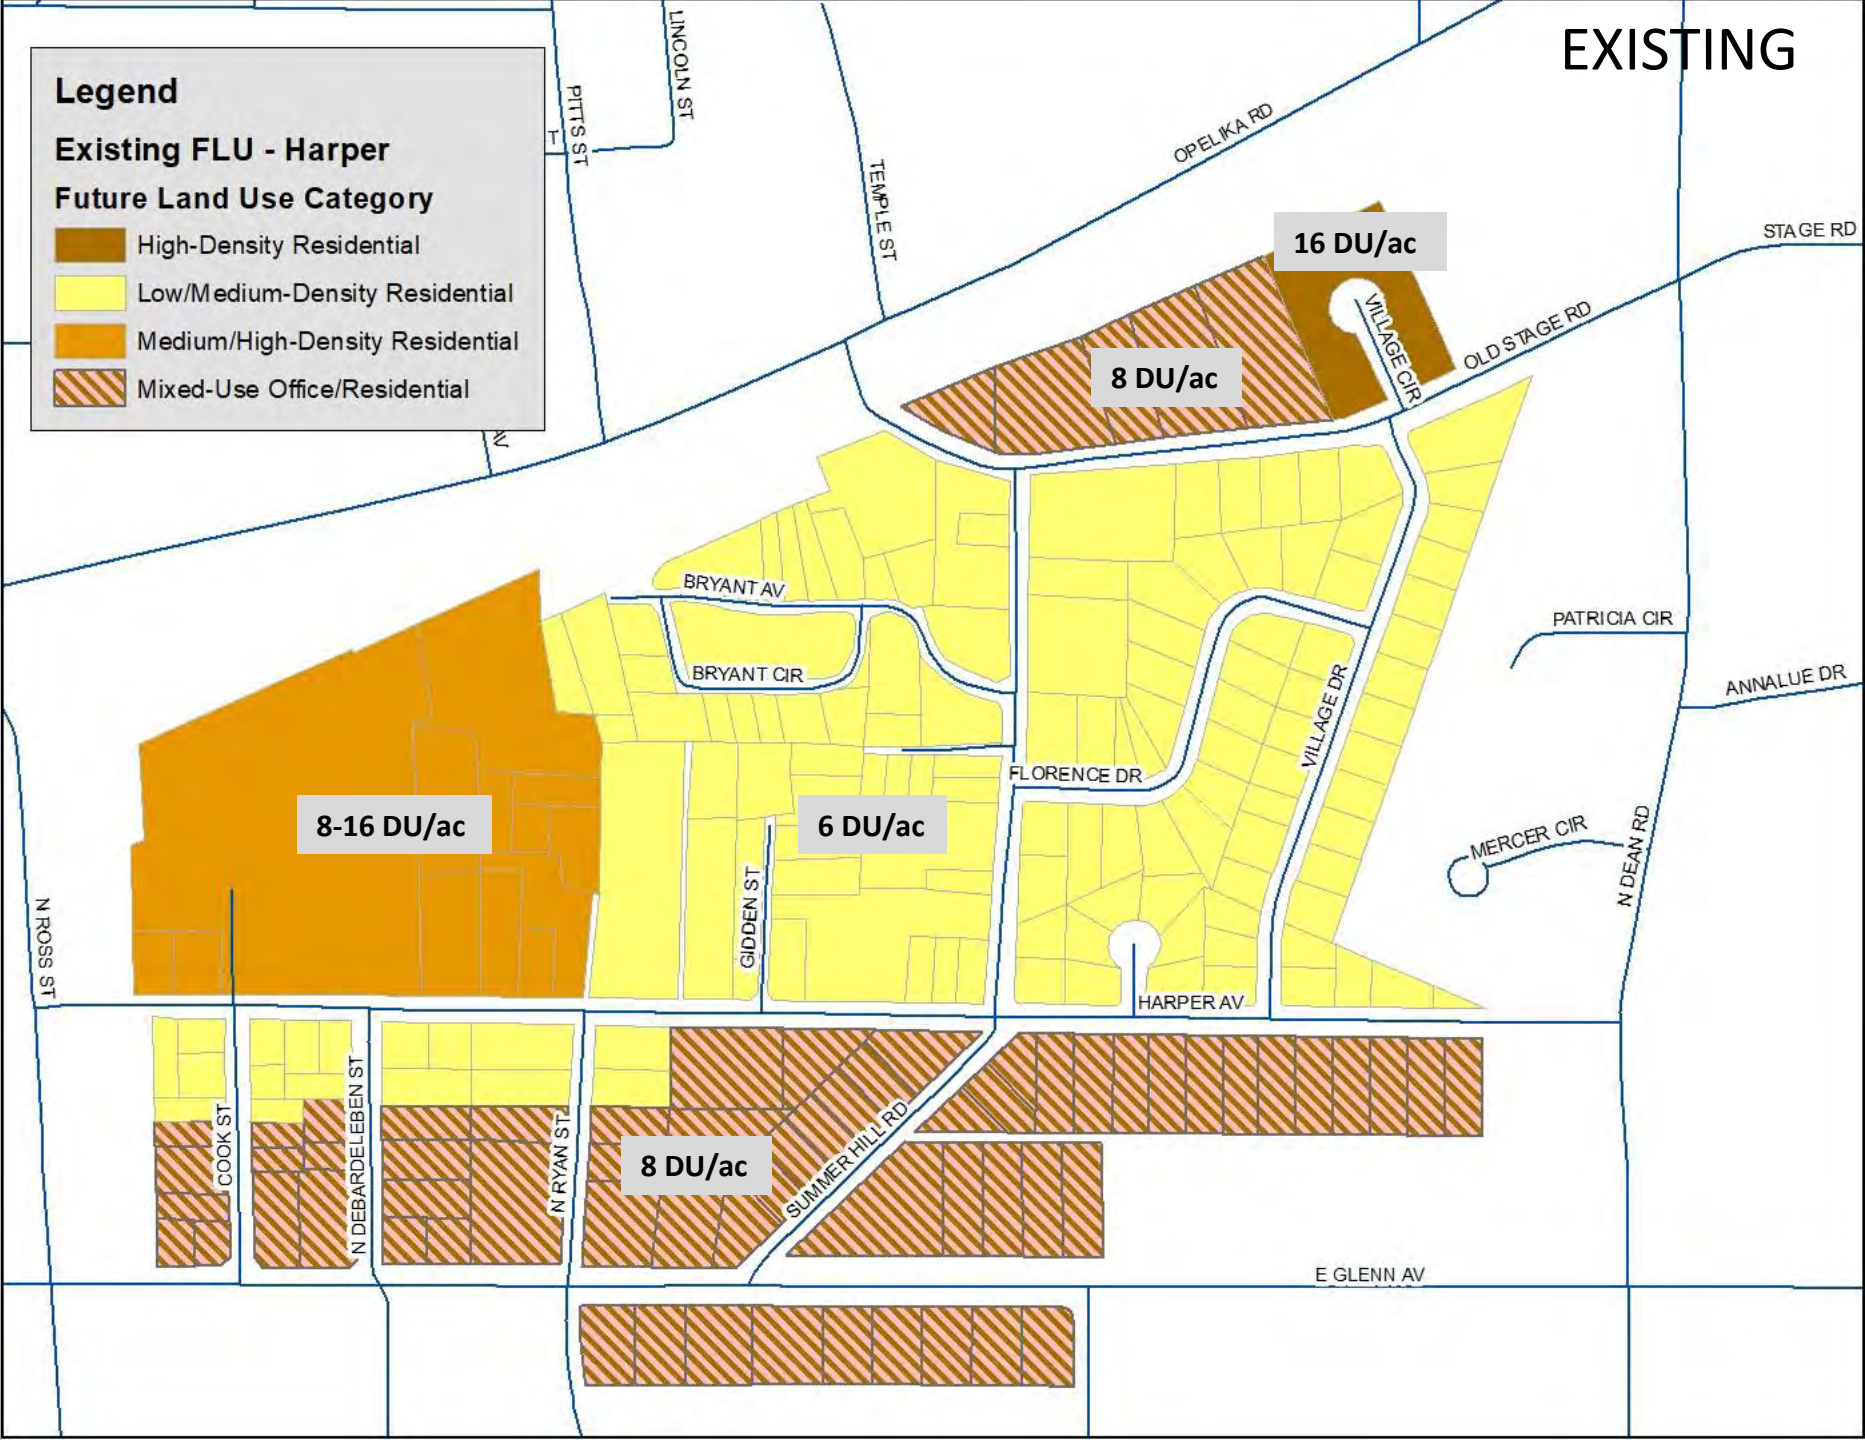 EXISTING
Legend
Existing FLU - Harper
Future Land Use Category
High-Density Residential
Low/Medium-Density Residential
Medium/High-Density Residential
Mixed-Use Office/Residential
T
PITTS ST
LINCOLN ST
TEMPLE ST
OPELIKA RD
STAGE RD
16 DU/ac
VILLAGE CIR
OLD STAGE RD
8 DU/ac
AV
BRYANT AV
BRYANT CIR
PATRICIA CIR
ANNALUE DR
VILLAGE DR
FLORENCE DR
8-16 DU/ac
6 DU/ac
MERCER CIR
N DEAN RD
GIDDEN ST
N ROSS ST
HARPER AV
COOK ST
N DEBARDELEBEN ST
N RYAN ST
8 DU/ac
SUMMER HILL RD
E GLENN AV